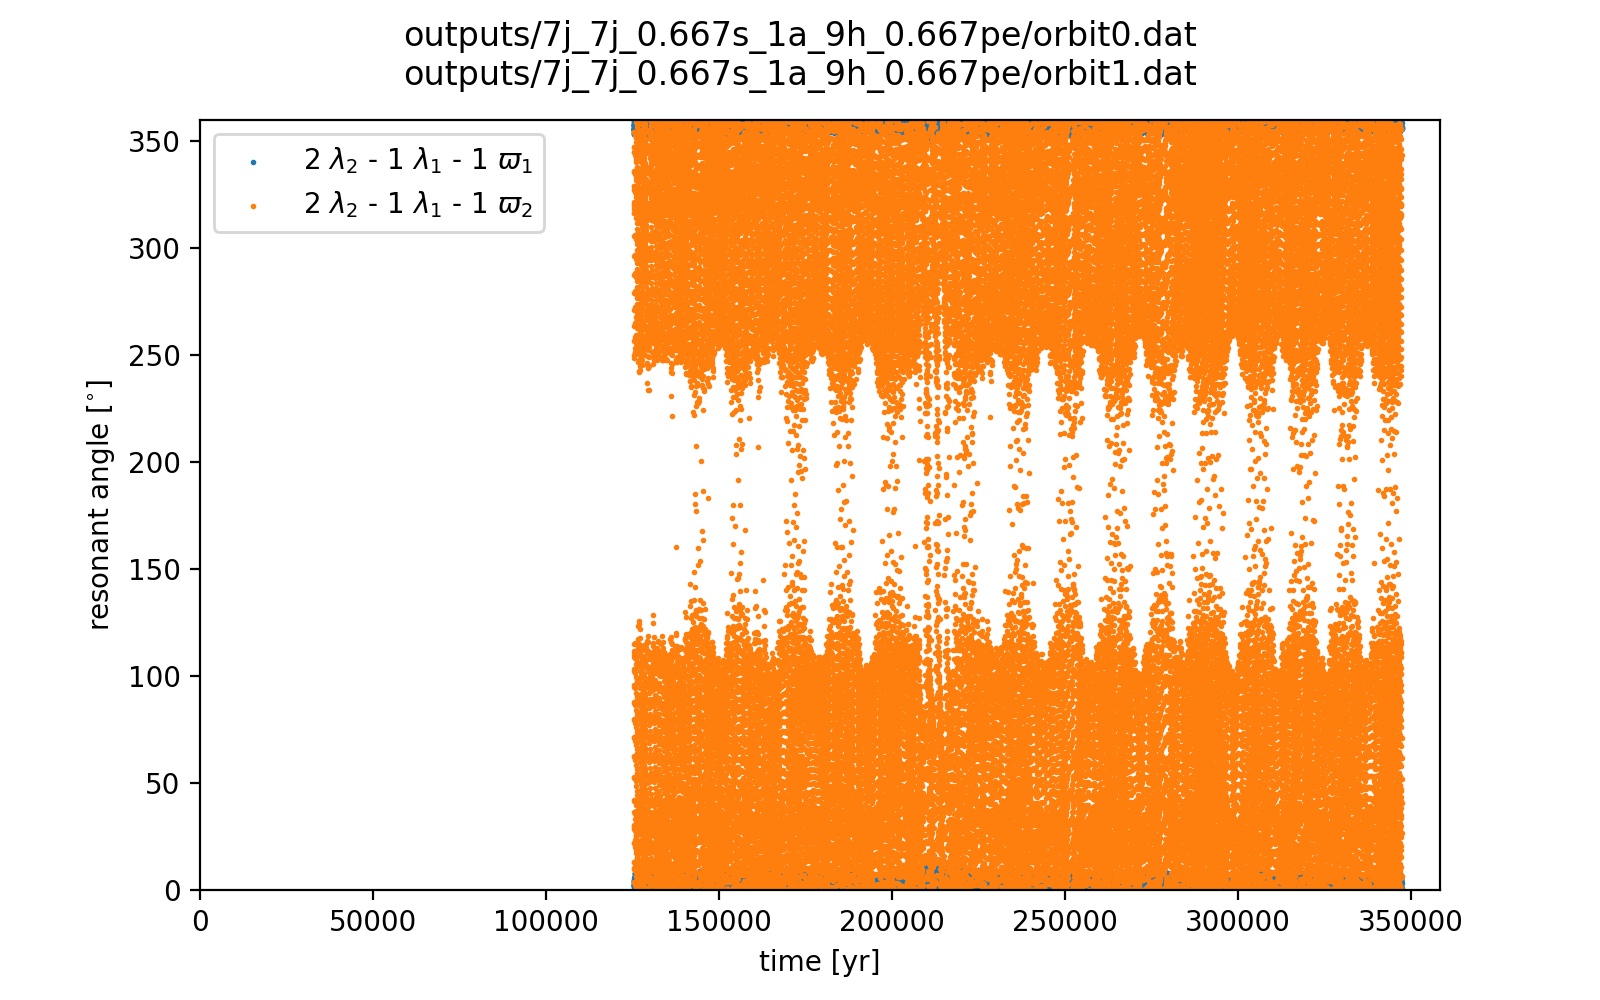 outputs/7j_7j_0.667s_1a_9h_0.667pe/orbit0.dat
outputs/7j_7j_0.667s_1a_9h_0.667pe/orbit1.dat
2 λ₂ - 1 λ₁ - 1 ϖ₁
2 λ₂ - 1 λ₁ - 1 ϖ₂
resonant angle [°]
350
300
250
200
150
100
50
0
0 50000 100000 150000 200000 250000 300000 350000
time [yr]